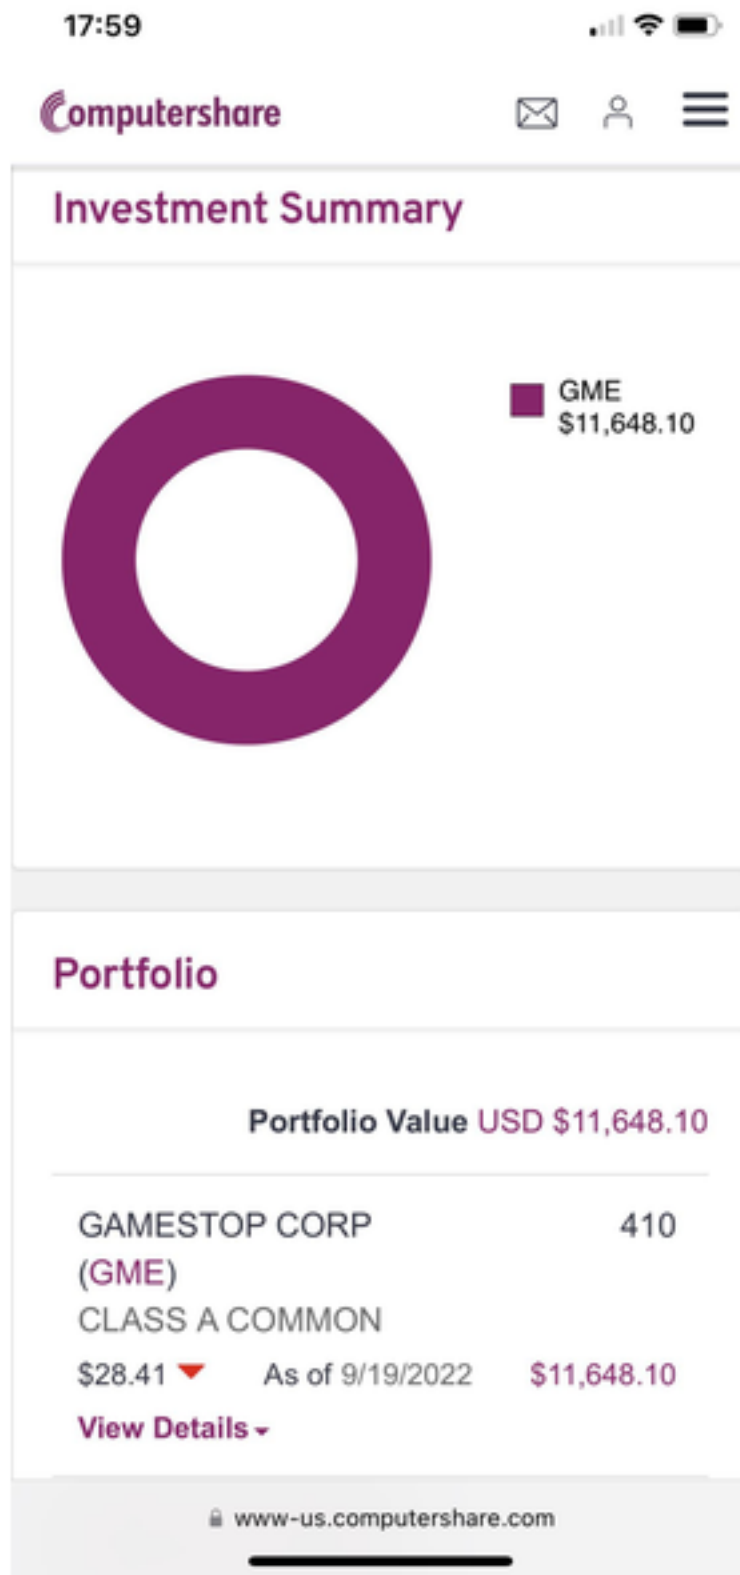 17:59
Computershare
Investment Summary
GME
$11,648.10
Portfolio
Portfolio Value USD $11,648.10
GAMESTOP CORP 410
(GME)
CLASS A COMMON
$28.41 As of 9/19/2022 $11,648.10
View Details
www-us.computershare.com